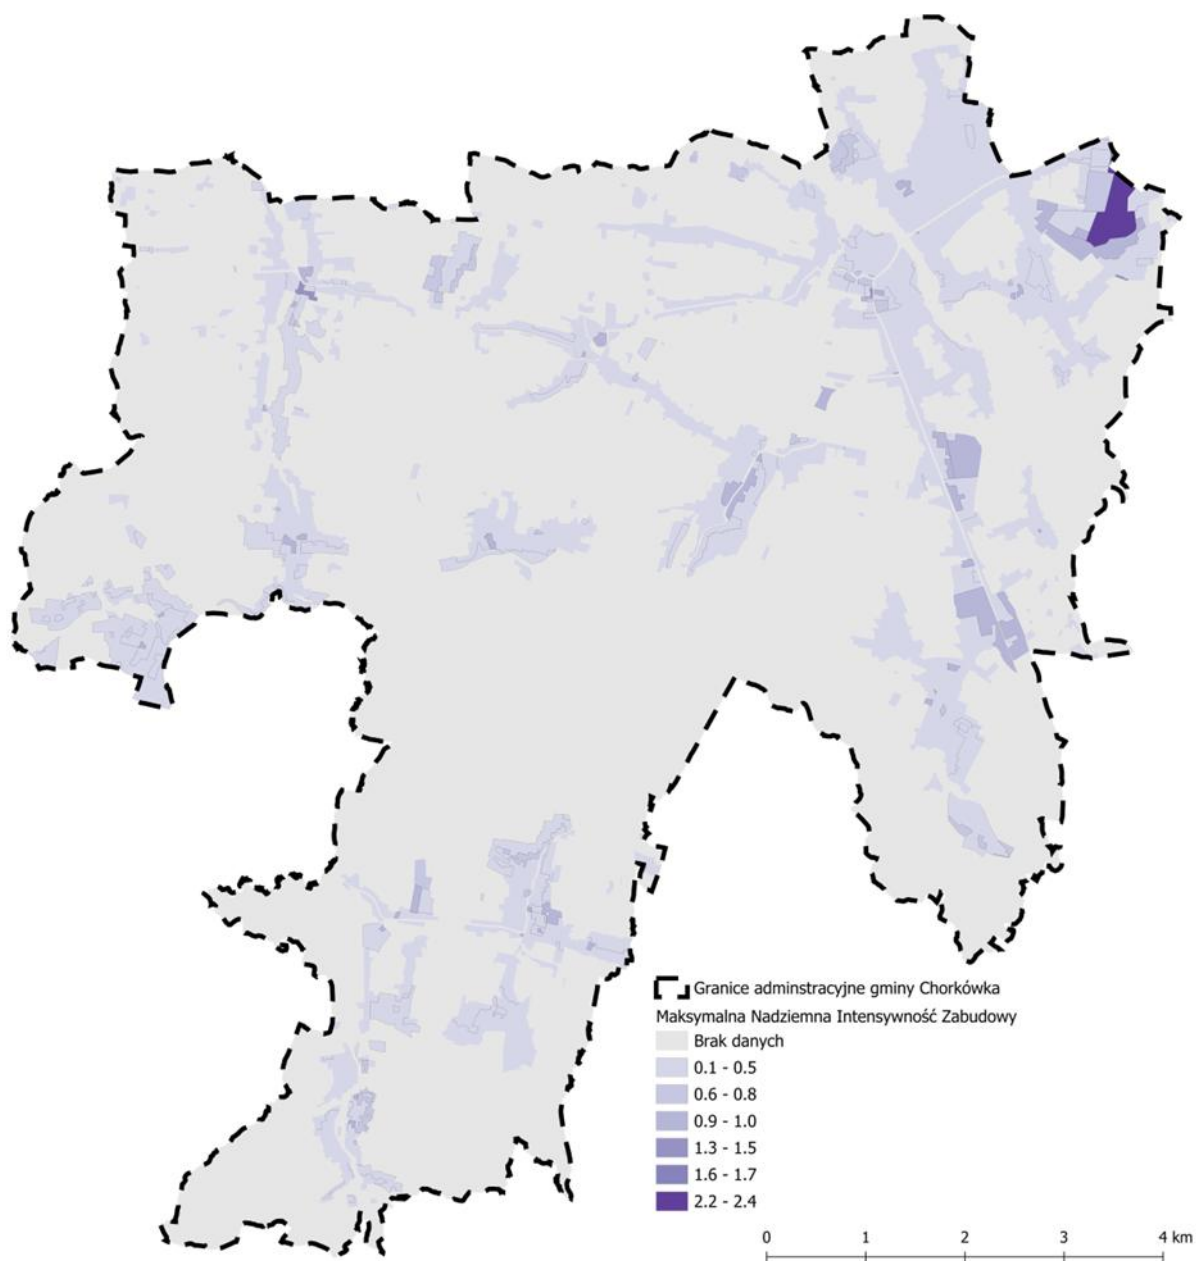 Granice adminstracyjne gminy Chorkówka
Maksymalna Nadziemna Intensywność Zabudowy
Brak danych
0.1 - 0.5
0.6 - 0.8
0.9 - 1.0
1.3 - 1.5
1.6 - 1.7
2.2 - 2.4
0 1 2 3 4 km